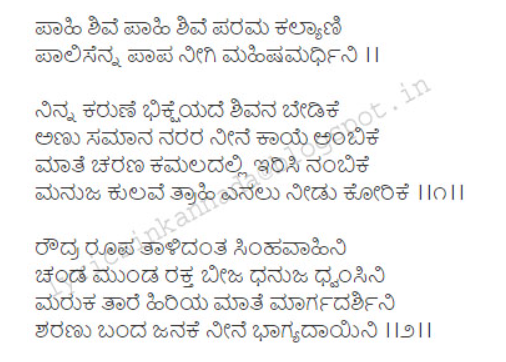 ಪಾಹಿ ಶಿವೆ ಪಾಹಿ ಶಿವೆ ಪರಮ ಕಲ್ಯಾಣಿ
ಪಾಲಿಸೆನ್ನ ಪಾಪ ನೀಗಿ ಮಹಿಷಮರ್ಧಿನಿ ||
ನಿನ್ನ ಕರುಣೆ ಭಿಕ್ಷೆಯದೆ ಶಿವನ ಬೇಡಿಕೆ
ಅಣು ಸಮಾನ ನರರ ನೀನೆ ಕಾಯೆ ಅಂಬಿಕೆ
ಮಾತೆ ಚರಣ ಕಮಲದಲ್ಲಿ ಇರಿಸಿ ನಂಬಿಕೆ
ಮನುಜ ಕುಲವೆ ತ್ರಾಹಿ ಎನಲು ನೀಡು ಕೋರಿಕೆ ||೧||
ರೌದ್ರ ರೂಪ ತಾಳಿದಂತ ಸಿಂಹವಾಹಿನಿ
ಚಂಡ ಮುಂಡ ರಕ್ತ ಬೀಜ ಧನುಜ ಧ್ವಂಸಿನಿ
ಮರುಕ ತಾರೆ ಹಿರಿಯ ಮಾತೆ ಮಾರ್ಗದರ್ಶಿನಿ
ಶರಣು ಬಂದ ಜನಕೆ ನೀನೆ ಭಾಗ್ಯದಾಯಿನಿ ||೨||
lyricsinkannada@blogspot.in